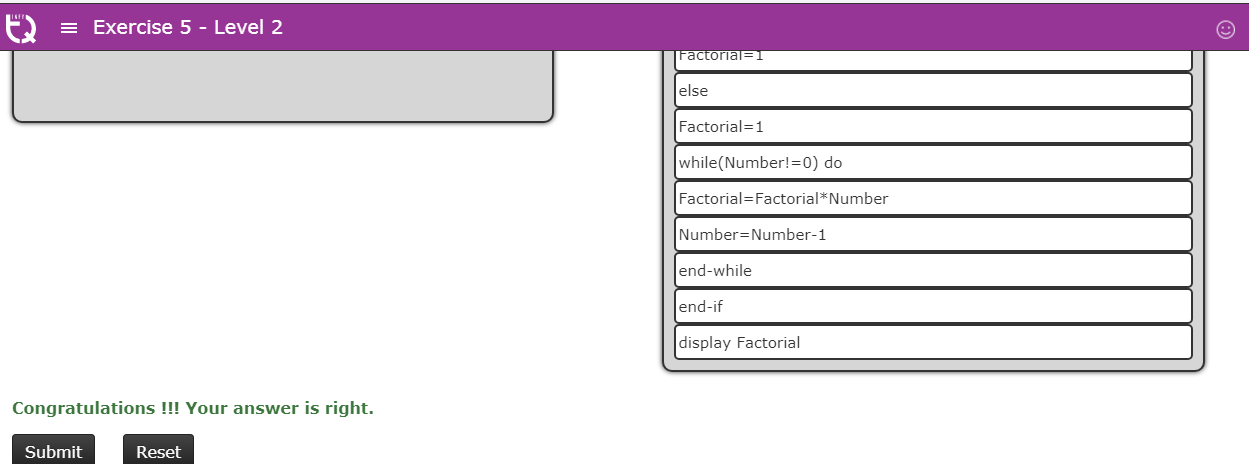 Exercise 5 - Level 2
Factorial=1
else
Factorial=1
while(Number!=0) do
Factorial=Factorial*Number
Number=Number-1
end-while
end-if
display Factorial
Congratulations !!! Your answer is right.
Submit Reset